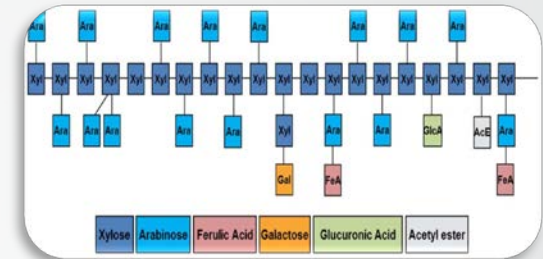 Ara Ara Ara Ara Ara Ara Ara Ara
Xyl Xyl Xyl Xyl Xyl Xyl Xyl Xyl Xyl Xyl Xyl Xyl Xyl Xyl Xyl Xyl Xyl Xyl Xyl Xyl
Ara Ara Ara Ara Ara Xyl Ara Ara GlcA AcE Ara
Gal FeA FeA
Xylose Arabinose Ferulic Acid Galactose Glucuronic Acid Acetyl ester